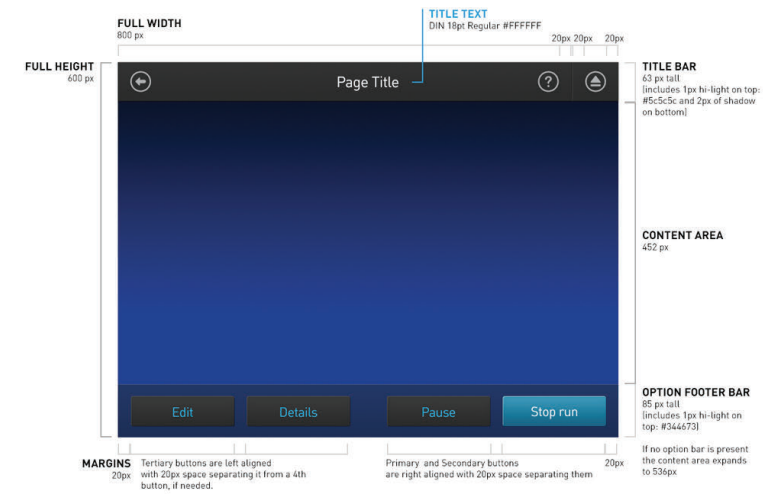 FULL WIDTH
800 px
TITLE TEXT
DIN 18pt Regular #FFFFFF
20px 20px 20px
FULL HEIGHT
600 px
Page Title
?
TITLE BAR
63 px tall
(includes 1px hi-light on top:
#5c5c5c and 2px of shadow
on bottom)
CONTENT AREA
452 px
Edit
Details
Pause
Stop run
OPTION FOOTER BAR
85 px tall
(includes 1px hi-light on
top: #344673)
If no option bar is present
the content area expands
to 536px
MARGINS
20px
Tertiary buttons are left aligned
with 20px space separating it from a 4th
button, if needed.
Primary and Secondary buttons
are right aligned with 20px space separating them
20px